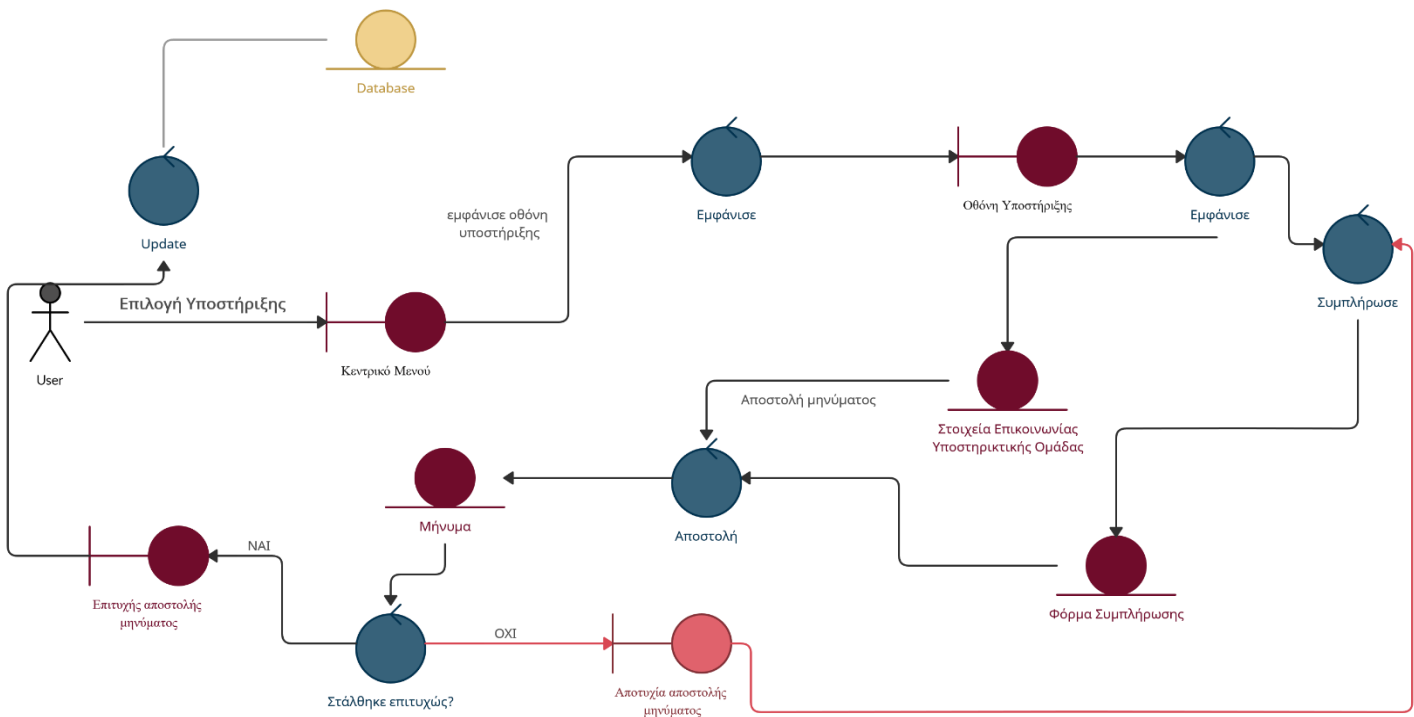 Database
Update
εμφάνισε οθόνη
υποστήριξης
Εμφάνισε
Οθόνη Υποστήριξης
Εμφάνισε
Συμπλήρωσε
Επιλογή Υποστήριξης
User
Κεντρικό Μενού
Αποστολή μηνύματος
Στοιχεία Επικοινωνίας
Υποστηρικτικής Ομάδας
Μήνυμα
Αποστολή
ΝΑΙ
Επιτυχής αποστολής
μηνύματος
Φόρμα Συμπλήρωσης
ΟΧΙ
Στάλθηκε επιτυχώς?
Αποτυχία αποστολής
μηνύματος